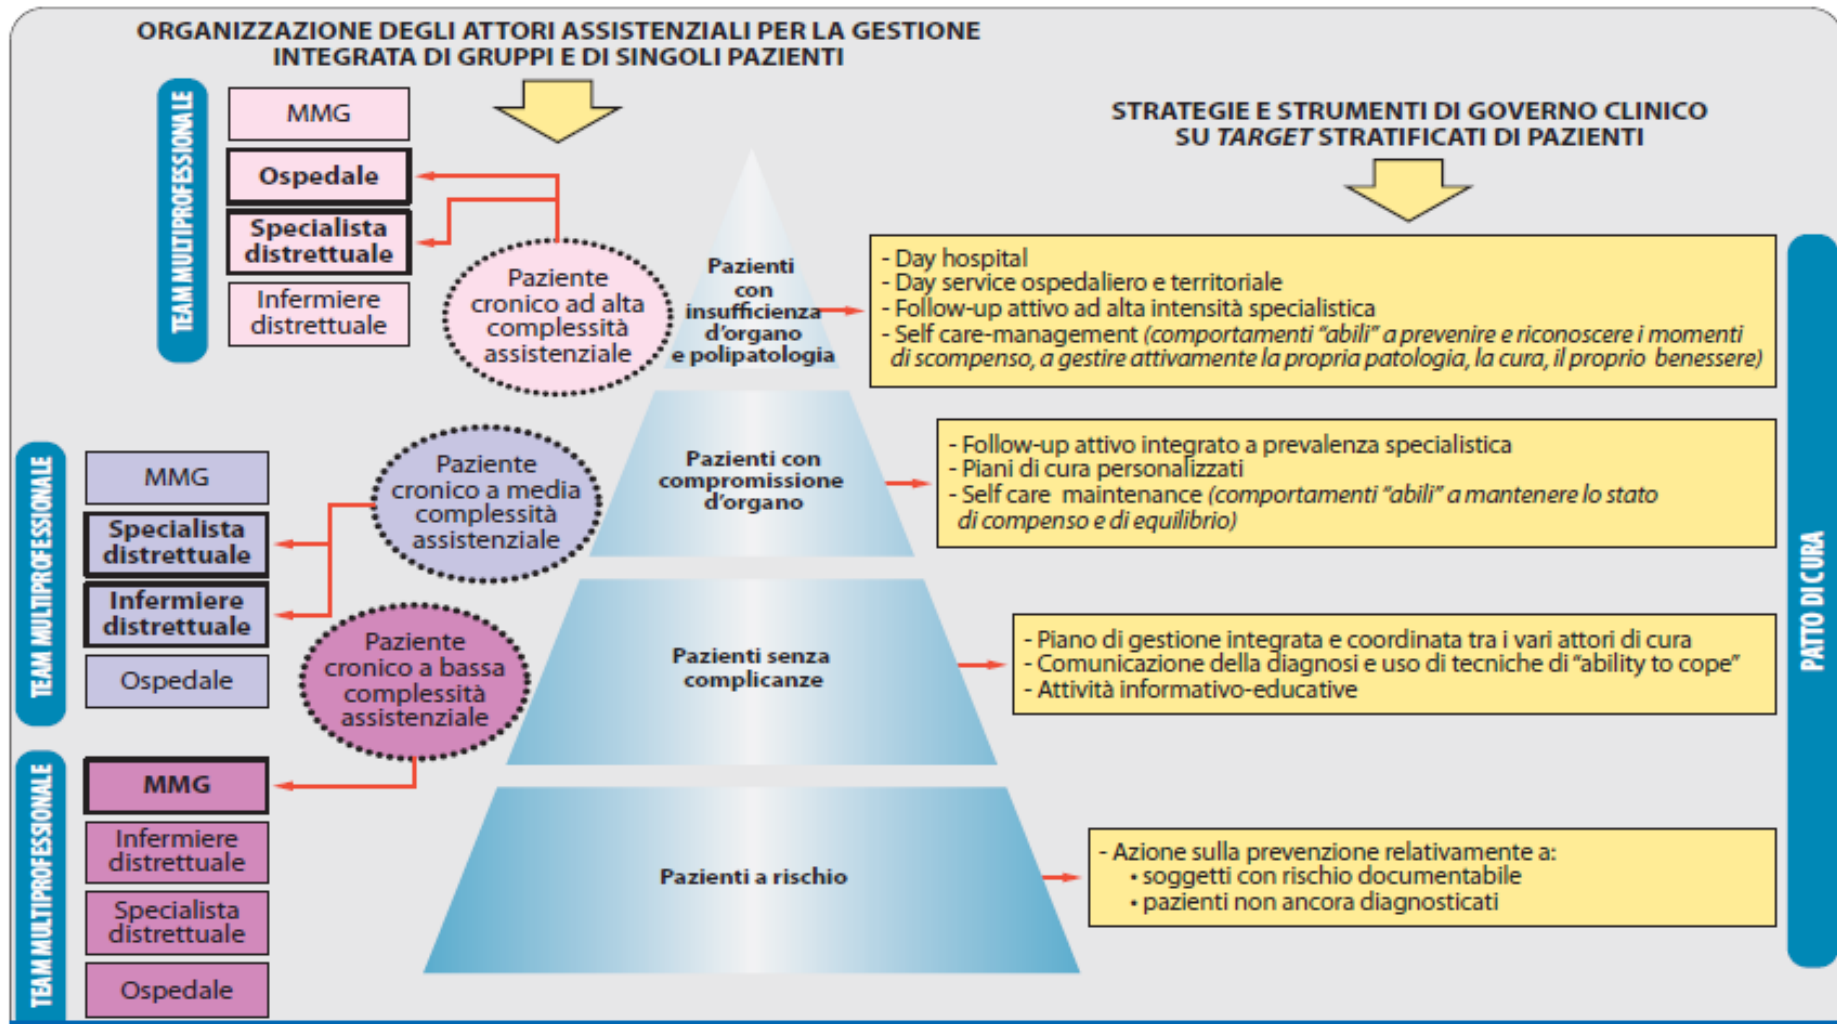 ORGANIZZAZIONE DEGLI ATTORI ASSISTENZIALI PER LA GESTIONE
INTEGRATA DI GRUPPI E DI SINGOLI PAZIENTI
TEAM MULTIPROFESSIONALE
MMG
Ospedale
Specialista
distrettuale
Infermiere
distrettuale
Paziente
cronico ad alta
complessità
assistenziale
TEAM MULTIPROFESSIONALE
MMG
Specialista
distrettuale
Infermiere
distrettuale
Ospedale
Paziente
cronico a media
complessità
assistenziale
TEAM MULTIPROFESSIONALE
MMG
Infermiere
distrettuale
Specialista
distrettuale
Ospedale
Paziente
cronico a bassa
complessità
assistenziale
Pazienti
con
insufficienza
d'organo
e polipatologia
Pazienti con
compromissione
d'organo
Pazienti senza
complicanze
Pazienti a rischio
STRATEGIE E STRUMENTI DI GOVERNO CLINICO
SU TARGET STRATIFICATI DI PAZIENTI
- Day hospital
- Day service ospedaliero e territoriale
- Follow-up attivo ad alta intensità specialistica
- Self care-management (comportamenti "abili" a prevenire e riconoscere i momenti
di scompenso, a gestire attivamente la propria patologia, la cura, il proprio benessere)
- Follow-up attivo integrato a prevalenza specialistica
- Piani di cura personalizzati
- Self care maintenance (comportamenti "abili" a mantenere lo stato
di compenso e di equilibrio)
- Piano di gestione integrata e coordinata tra i vari attori di cura
- Comunicazione della diagnosi e uso di tecniche di "ability to cope"
- Attività informativo-educative
- Azione sulla prevenzione relativamente a:
• soggetti con rischio documentabile
• pazienti non ancora diagnosticati
PATTO DI CURA